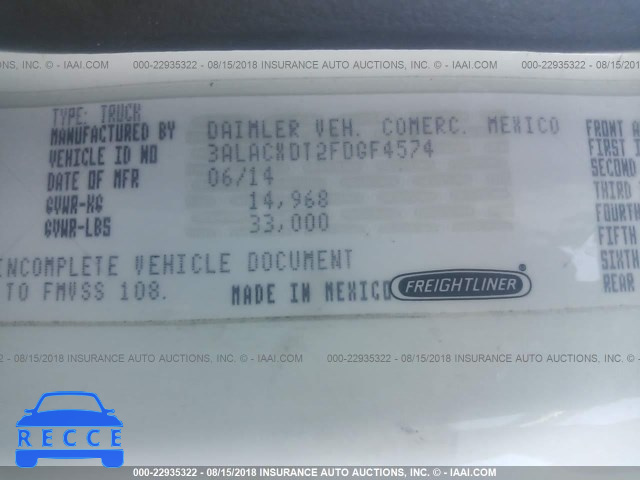 INC. - IAAI.COM 000-22935322 - 08/15/2018 INSURANCE AUTO AUCTIONS, INC. - IAAI.COM 000-22935322 - 08/15/2018
TYPE: TRUCK
MANUFACTURED BY DAIMLER VEH. COMERC. MEXICO FRONT A
VEHICLE ID NO 3ALACXDT2FDGF4574 FIRST I
DATE OF MFR 06/14 SECOND
GVWR-KG 14,968 THIRD
GVWR-LBS 33,000 FOURTH
FIFTH
INCOMPLETE VEHICLE DOCUMENT SIXTH
TO FMVSS 108. MADE IN MEXICO FREIGHTLINER ® REAR
2 - 08/15/2018 INSURANCE AUTO AUCTIONS, INC. - IAAI.COM 000-22935322 - 08/15/2018 INSURANCE AUTO AUCTIONS, INC.
RECCE
000-22935322 - 08/15/2018 INSURANCE AUTO AUCTIONS, INC. - IAAI.COM